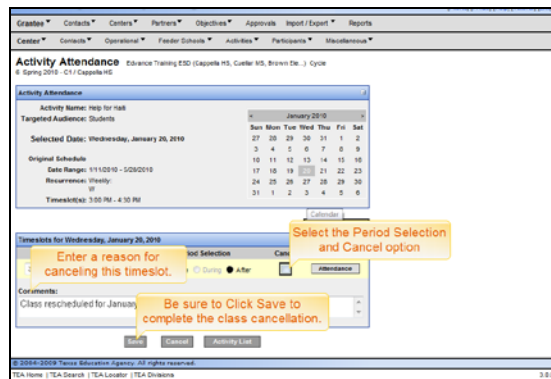 Grantee Contacts Centers Partners Objectives Approvals Import / Export Reports
Center Contacts Operational Feeder Schools Activities Participants Miscellaneous
Activity Attendance Edvance Training ESD (Cappella HS, Cuellar MS, Brown Ele...) Cycle
6 Spring 2010 - C1 / Cappella HS
Activity Attendance
Activity Name: Help for Haiti
Targeted Audience: Students
Selected Date: Wednesday, January 20, 2010
Original Schedule
Date Range: 1/11/2010 - 5/28/2010
Recurrence: Weekly:
W
Timeslot(s): 3:00 PM - 4:30 PM
« January 2010 »
Sun Mon Tue Wed Thu Fri Sat
27 28 29 30 31 1 2
3 4 5 6 7 8 9
10 11 12 13 14 15 16
17 18 19 20 21 22 23
24 25 26 27 28 29 30
31 1 2 3 4 5 6
Calendar
Select the Period Selection
and Cancel option
Timeslots for Wednesday, January 20, 2010
Selection
Enter a reason for
canceling this timeslot.
During After Attendance
Comments:
Class rescheduled for January
Be sure to Click Save to
complete the class cancellation.
Save Cancel Activity List
© 2004-2009 Texas Education Agency. All rights reserved.
TEA Home | TEA Search | TEA Locator | TEA Divisions